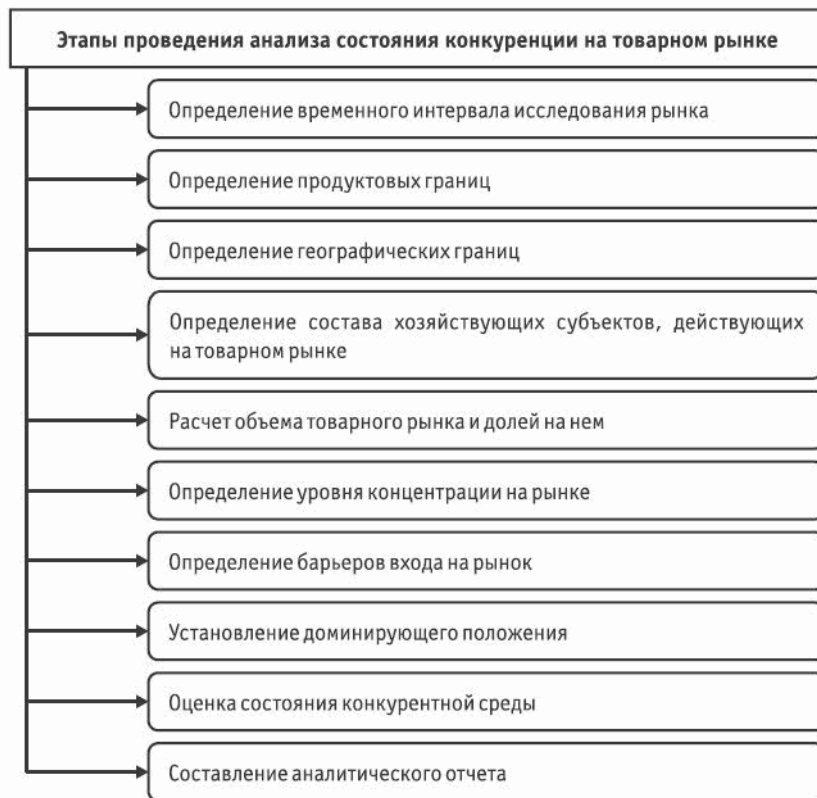 Этапы проведения анализа состояния конкуренции на товарном рынке
Определение временного интервала исследования рынка
Определение продуктовых границ
Определение географических границ
Определение состава хозяйствующих субъектов, действующих
на товарном рынке
Расчет объема товарного рынка и долей на нем
Определение уровня концентрации на рынке
Определение барьеров входа на рынок
Установление доминирующего положения
Оценка состояния конкурентной среды
Составление аналитического отчета